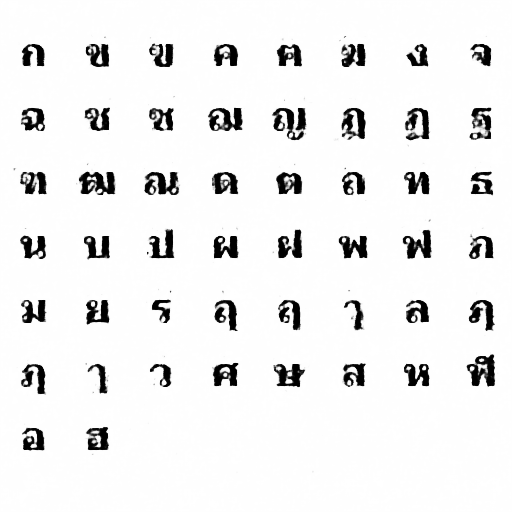 ก ข ฃ ค ฅ ฆ ง จ
ฉ ช ซ ฌ ญ ฎ ฏ ฐ
ฑ ฒ ณ ด ต ถ ท ธ
น บ ป ผ ฝ พ ฟ ภ
ม ย ร ฤ ฤ ๅ ล ฦ
ฦ ๅ ว ศ ษ ส ห ฬ
อ ฮ